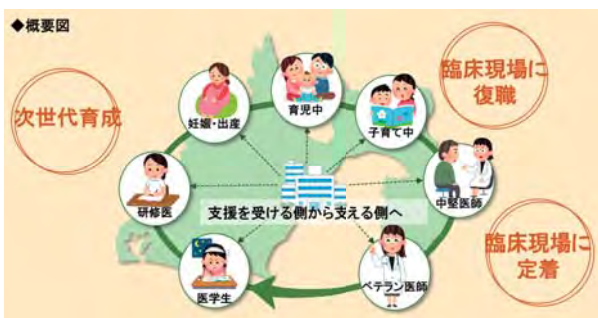 ◆概要図
次世代育成
臨床現場に
復職
臨床現場に
定着
妊娠・出産
育児中
子育て中
中堅医師
ベテラン医師
医学生
研修医
支援を受ける側から支える側へ